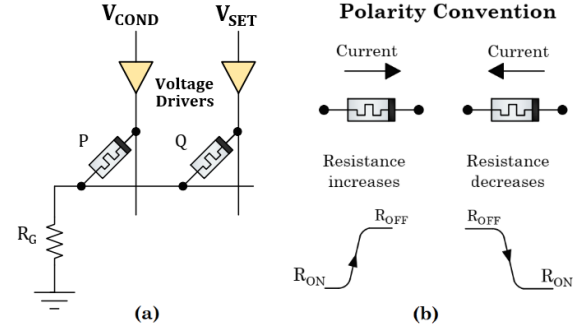 V_COND
V_SET
Voltage
Drivers
P
Q
R_G
(a)
Polarity Convention
Current
Current
Resistance
increases
Resistance
decreases
R_OFF
R_ON
R_OFF
R_ON
(b)